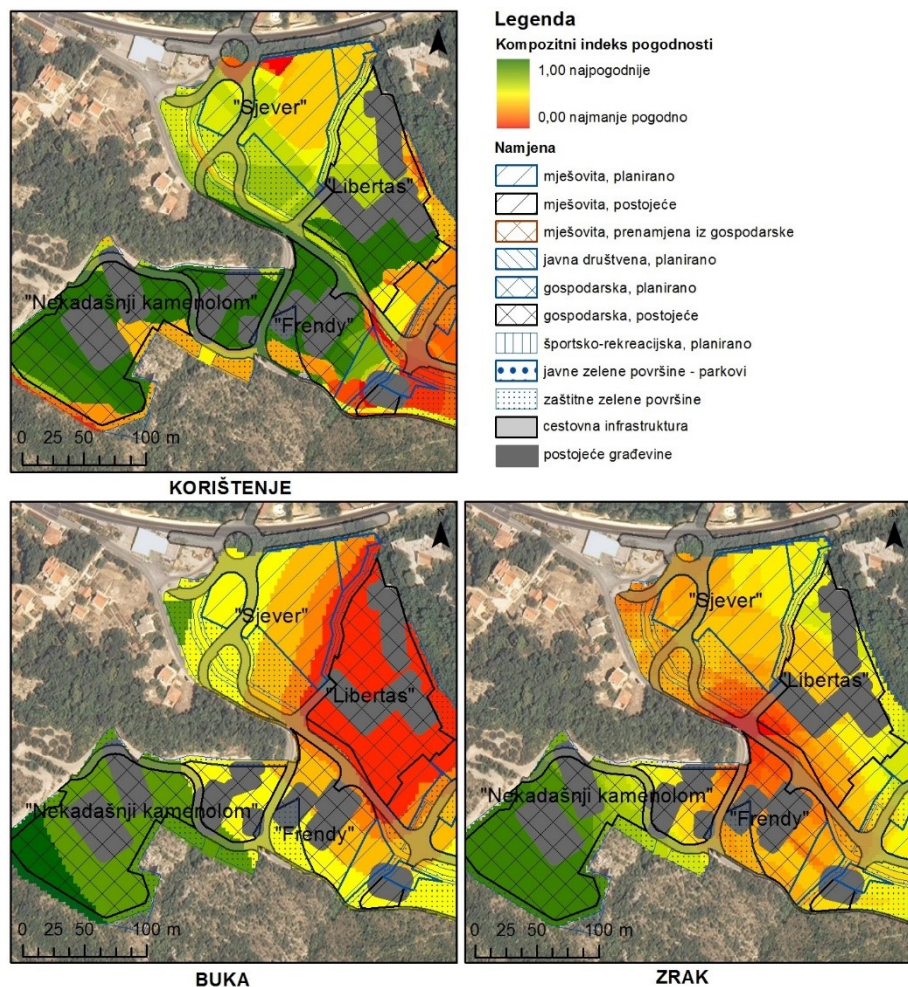 "Sjever"
"Libertas"
"Nekadašnji kamenolom"
"Frendy"
0 25 50 100 m
KORIŠTENJE
Legenda
Kompozitni indeks pogodnosti
1,00 najpogodnije
0,00 najmanje pogodno
Namjena
mješovita, planirano
mješovita, postojeće
mješovita, prenamjena iz gospodarske
javna društvena, planirano
gospodarska, planirano
gospodarska, postojeće
športsko-rekreacijska, planirano
javne zelene površine - parkovi
zaštitne zelene površine
cestovna infrastruktura
postojeće građevine
"Sjever"
"Libertas"
"Nekadašnji kamenolom"
"Frendy"
0 25 50 100 m
BUKA
"Sjever"
"Libertas"
"Nekadašnji kamenolom"
"Frendy"
0 25 50 100 m
ZRAK